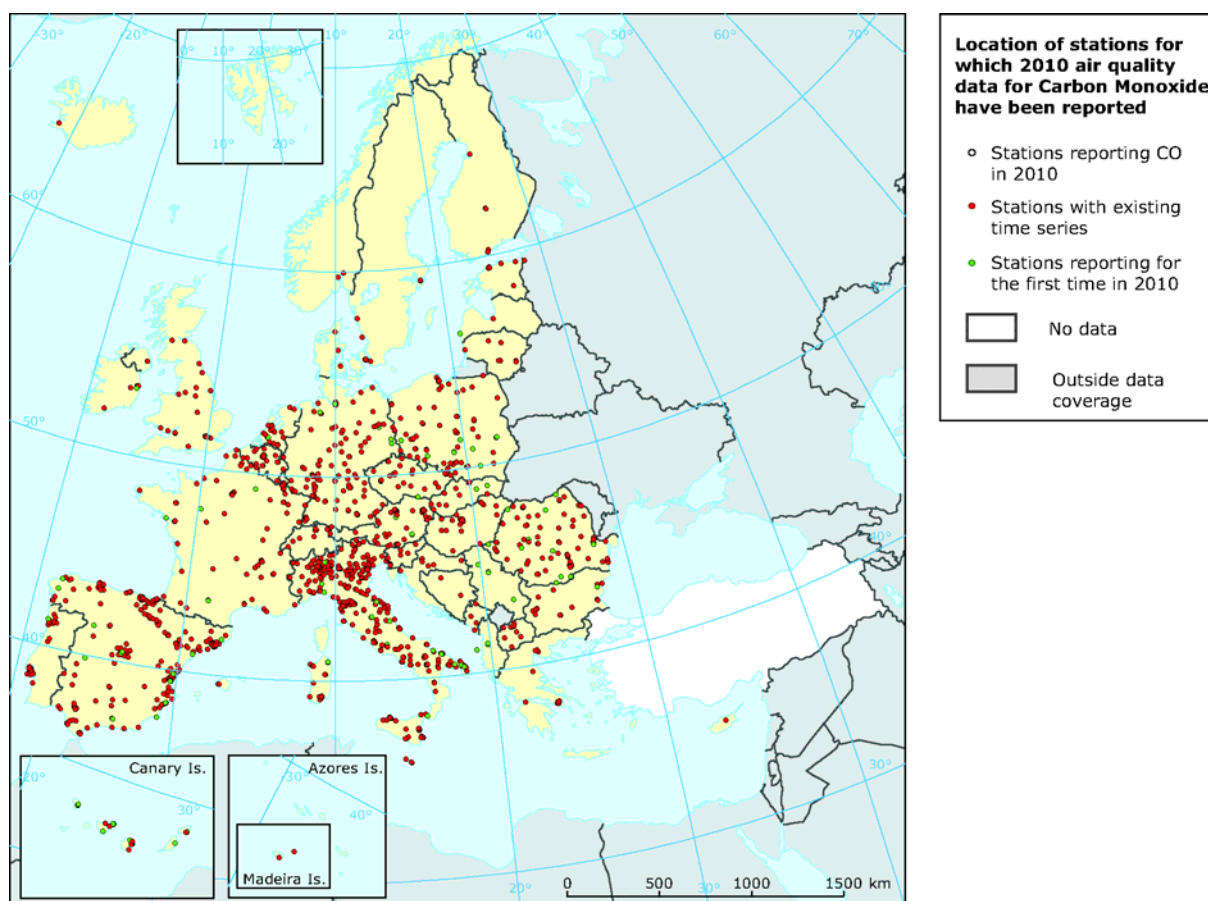 -30°
-20°
-10°
0°
10°
20°
30°
40°
50°
60°
70°
0° 10° 20° 30°
10° 20°
60°
60°
50°
50°
40°
40°
30°
Canary Is.
-20°
30°
Azores Is.
-30°
40°
Madeira Is.
0 500 1000 1500 km
20°
30°
Location of stations for
which 2010 air quality
data for Carbon Monoxide
have been reported
Stations reporting CO
in 2010
Stations with existing
time series
Stations reporting for
the first time in 2010
No data
Outside data
coverage